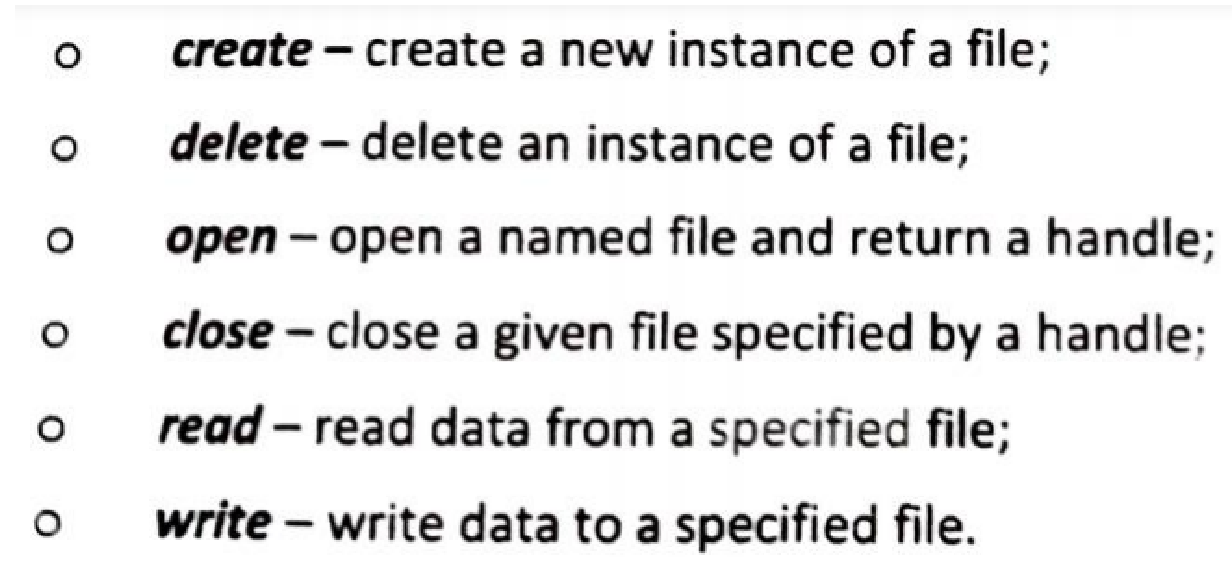 o create – create a new instance of a file;
o delete – delete an instance of a file;
o open – open a named file and return a handle;
o close – close a given file specified by a handle;
o read – read data from a specified file;
o write – write data to a specified file.